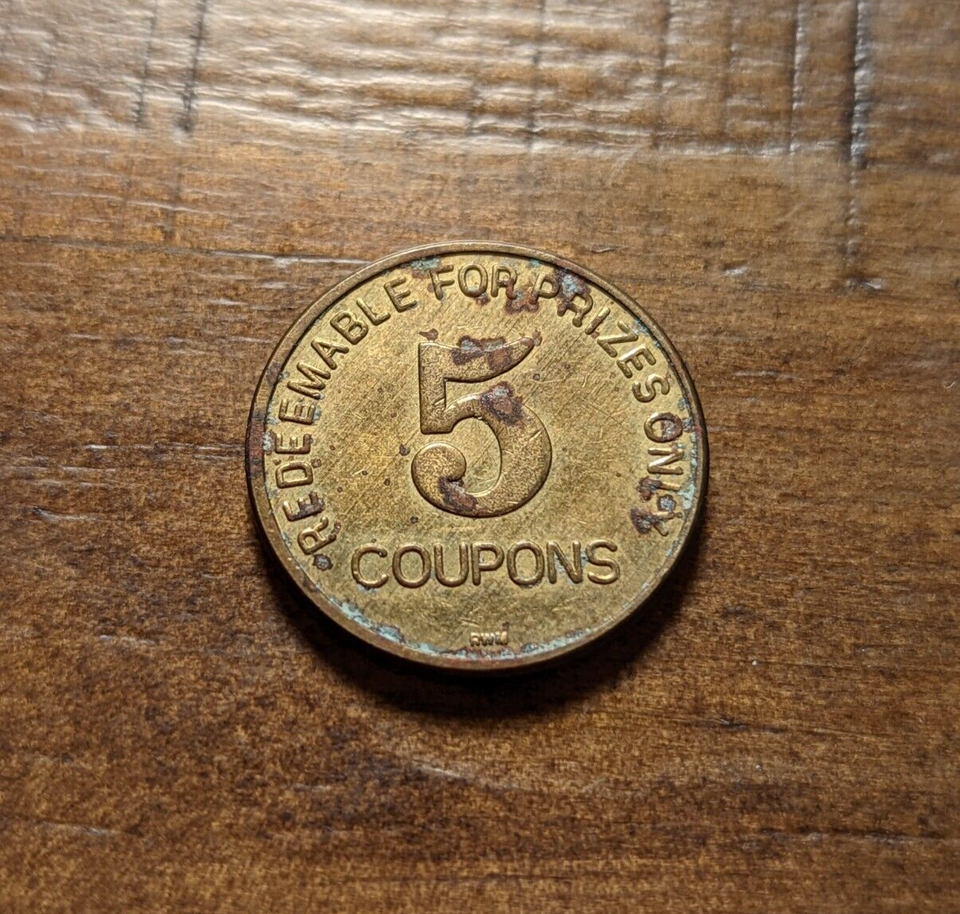 REDEEMABLE FOR PRIZES ONLY
5
COUPONS
RWM